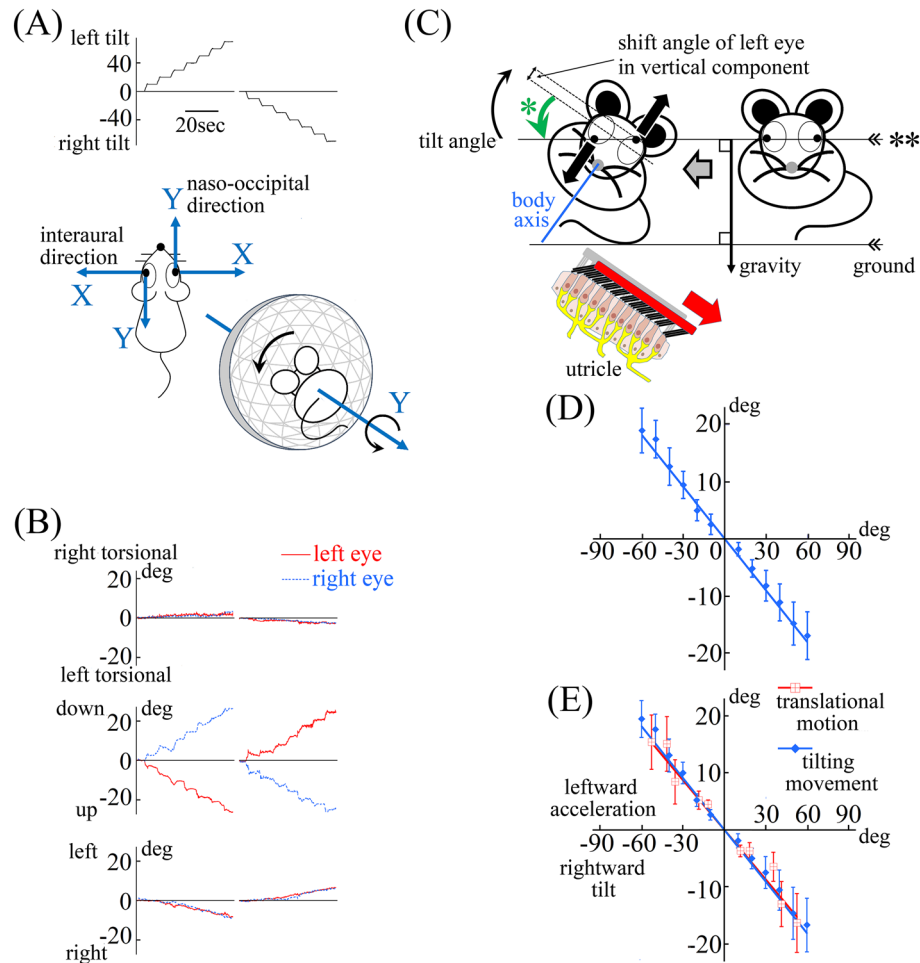 (A)
left tilt
40
0
-40
right tilt
20sec
naso-occipital
direction
Y
interaural
direction
X
X
Y
Y
(B)
right torsional
deg
20
0
-20
left torsional
left eye
right eye
down
deg
20
0
-20
up
left
deg
20
0
-20
right
(C)
shift angle of left eye
in vertical component
*
tilt angle
**
body
axis
gravity
ground
utricle
(D)
deg
20
10
0
-90
-60
-30
30
60
90
deg
-10
-20
(E)
deg
20
10
translational
motion
tilting
movement
leftward
acceleration
30
60
90
-90
-60
-30
0
deg
rightward
tilt
-10
-20